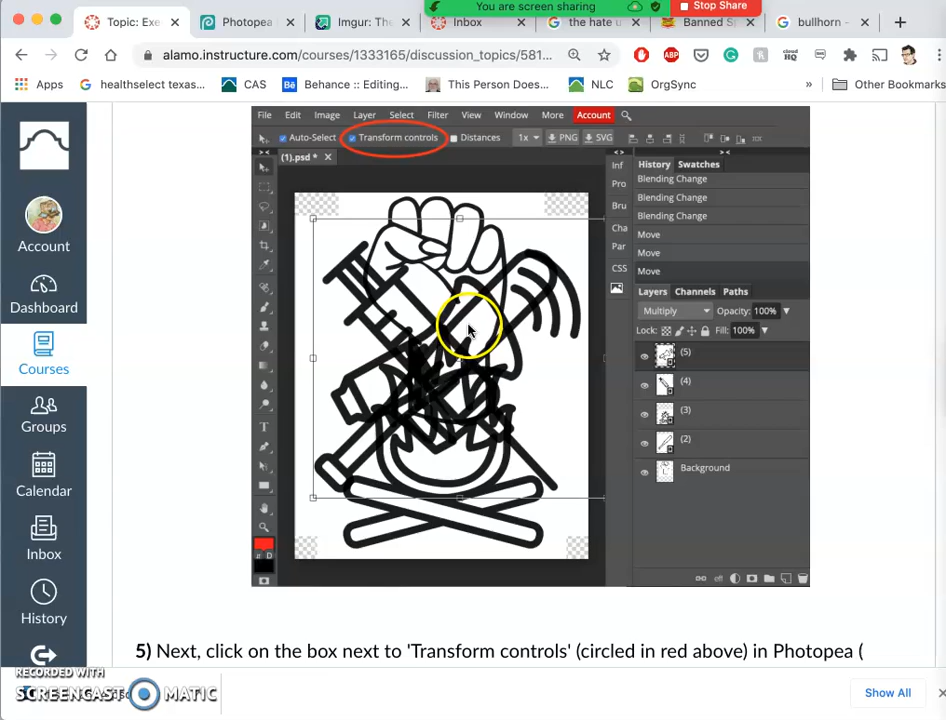 You are screen sharing
Stop Share
Topic: Exe
Photopea
Imgur: The
Inbox
the hate u
Banned S
bullhorn -
alamo.instructure.com/courses/1333165/discussion_topics/581...
ABP
cloud HQ
Apps
healthselect texas...
CAS
Behance :: Editing...
This Person Does...
NLC
OrgSync
»
Other Bookmarks
Account
Dashboard
Courses
Groups
Calendar
Inbox
History
File Edit Image Layer Select Filter View Window More Account
Auto-Select Transform controls Distances 1x PNG SVG
(1).psd *
Inf
Pro
Bru
Cha
Par
CSS
History Swatches
Blending Change
Blending Change
Blending Change
Move
Move
Move
Layers Channels Paths
Multiply Opacity: 100%
Lock: Fill: 100%
(5)
(4)
(3)
(2)
Background
T
D
eff
5) Next, click on the box next to 'Transform controls' (circled in red above) in Photopea (
RECORDED WITH
SCREENCAST MATIC
Show All